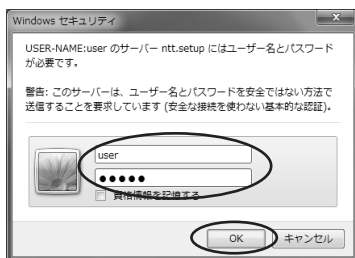 Windows セキュリティ
x
USER-NAME:user のサーバー ntt.setup にはユーザー名とパスワード
が必要です。
警告: このサーバーは、ユーザー名とパスワードを安全ではない方法で
送信することを要求しています (安全な接続を使わない基本的な認証)。
user
●●●●●
資格情報を記憶する
OK キャンセル